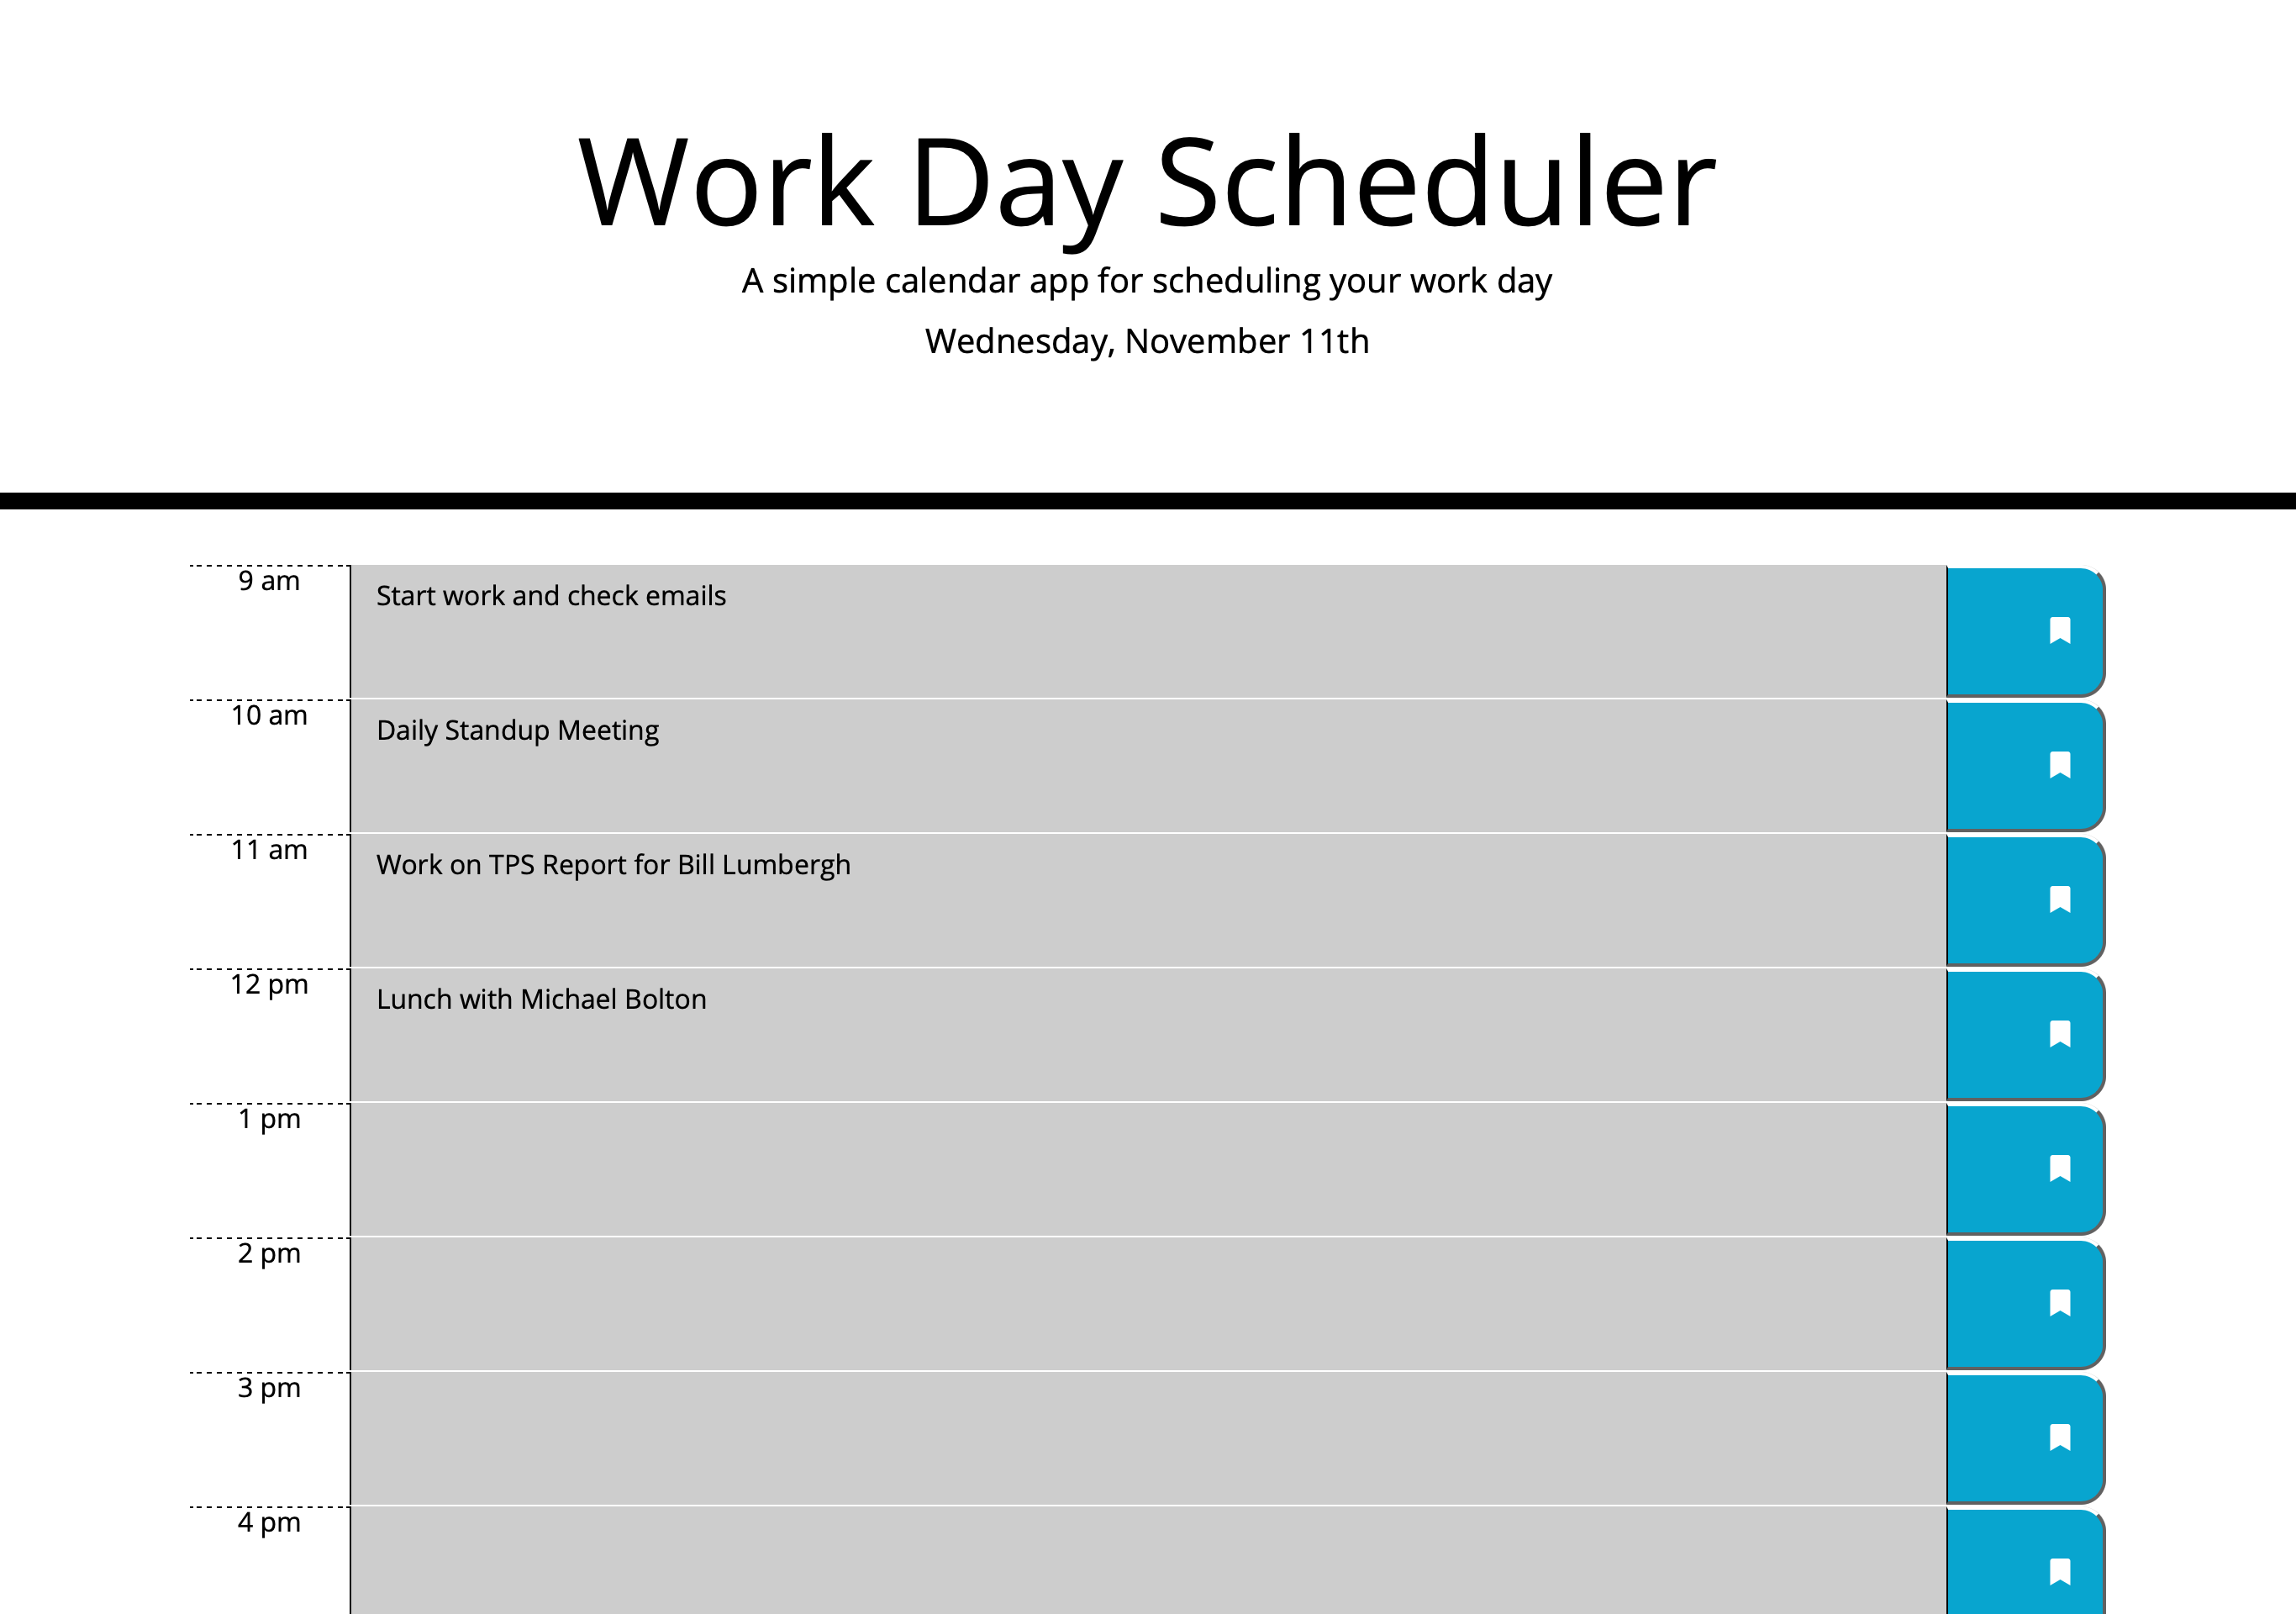 Work Day Scheduler
A simple calendar app for scheduling your work day
Wednesday, November 11th
9 am
Start work and check emails
10 am
Daily Standup Meeting
11 am
Work on TPS Report for Bill Lumbergh
12 pm
Lunch with Michael Bolton
1 pm
2 pm
3 pm
4 pm